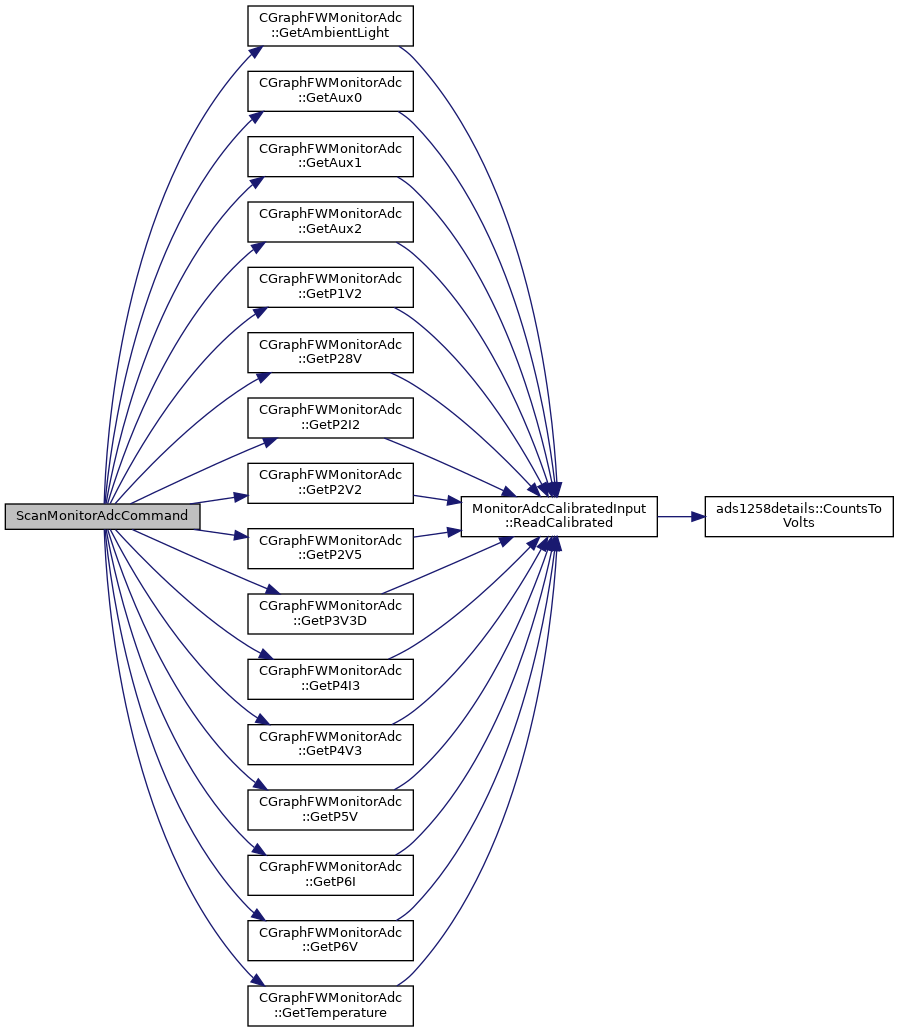 CGraphFWMonitorAdc
::GetAmbientLight
CGraphFWMonitorAdc
::GetAux0
CGraphFWMonitorAdc
::GetAux1
CGraphFWMonitorAdc
::GetAux2
CGraphFWMonitorAdc
::GetP1V2
CGraphFWMonitorAdc
::GetP28V
CGraphFWMonitorAdc
::GetP2I2
CGraphFWMonitorAdc
::GetP2V2
ScanMonitorAdcCommand
MonitorAdcCalibratedInput
::ReadCalibrated
ads1258details::CountsTo
Volts
CGraphFWMonitorAdc
::GetP2V5
CGraphFWMonitorAdc
::GetP3V3D
CGraphFWMonitorAdc
::GetP4I3
CGraphFWMonitorAdc
::GetP4V3
CGraphFWMonitorAdc
::GetP5V
CGraphFWMonitorAdc
::GetP6I
CGraphFWMonitorAdc
::GetP6V
CGraphFWMonitorAdc
::GetTemperature